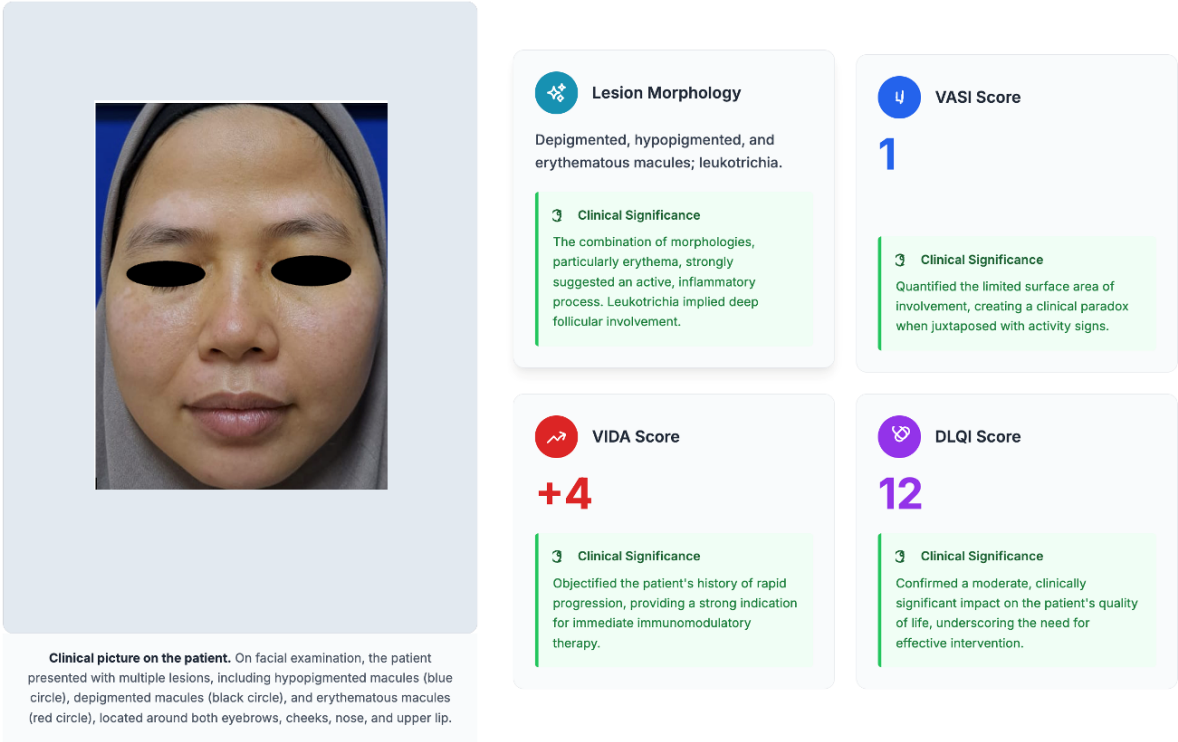 Clinical picture on the patient. On facial examination, the patient
presented with multiple lesions, including hypopigmented macules (blue
circle), depigmented macules (black circle), and erythematous macules
(red circle), located around both eyebrows, cheeks, nose, and upper lip.
Lesion Morphology
Depigmented, hypopigmented, and
erythematous macules; leukotrichia.
Clinical Significance
The combination of morphologies,
particularly erythema, strongly
suggested an active, inflammatory
process. Leukotrichia implied deep
follicular involvement.
VASI Score
1
Clinical Significance
Quantified the limited surface area of
involvement, creating a clinical paradox
when juxtaposed with activity signs.
VIDA Score
+4
Clinical Significance
Objectified the patient's history of rapid
progression, providing a strong indication
for immediate immunomodulatory
therapy.
DLQI Score
12
Clinical Significance
Confirmed a moderate, clinically
significant impact on the patient's quality
of life, underscoring the need for
effective intervention.